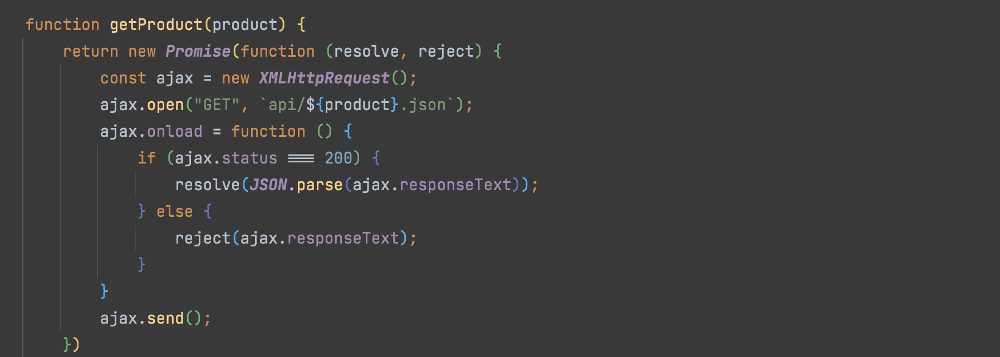 function getProduct(product) {
    return new Promise(function (resolve, reject) {
        const ajax = new XMLHttpRequest();
        ajax.open("GET", `api/${product}.json`);
        ajax.onload = function () {
            if (ajax.status === 200) {
                resolve(JSON.parse(ajax.responseText));
            } else {
                reject(ajax.responseText);
            }
        }
        ajax.send();
    })